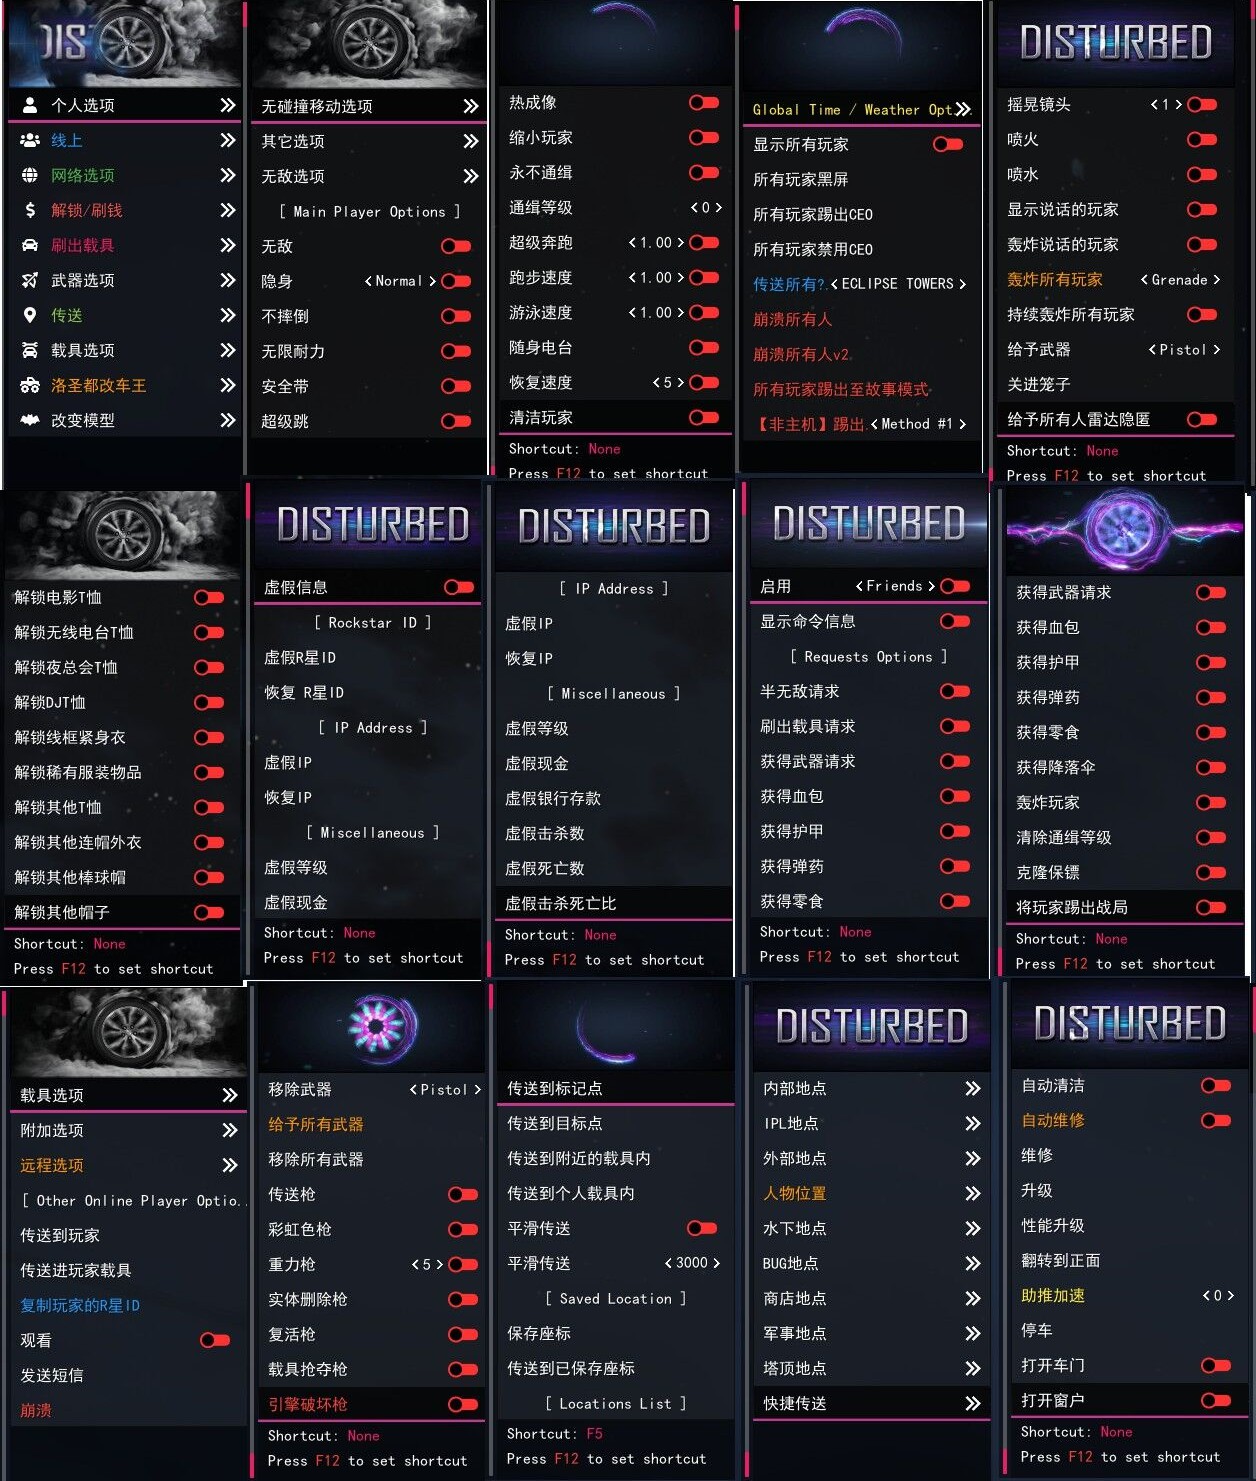 DIS
个人选项
线上
网络选项
解锁/刷钱
刷出载具
武器选项
传送
载具选项
洛圣都改车王
改变模型
无碰撞移动选项
其它选项
无敌选项
[ Main Player Options ]
无敌
隐身 <Normal>
不摔倒
无限耐力
安全带
超级跳
热成像
缩小玩家
永不通缉
通缉等级 <0>
超级奔跑 <1.00>
跑步速度 <1.00>
游泳速度 <1.00>
随身电台
恢复速度 <5>
清洁玩家
Shortcut: None
Press F12 to set shortcut
Global Time / Weather Opt..
显示所有玩家
所有玩家黑屏
所有玩家踢出CEO
所有玩家禁用CEO
传送所有?. <ECLIPSE TOWERS>
崩溃所有人
崩溃所有人v2
所有玩家踢出至故事模式
【非主机】踢出. <Method #1>
DISTURBED
摇晃镜头 <1>
喷火
喷水
显示说话的玩家
轰炸说话的玩家
轰炸所有玩家 <Grenade>
持续轰炸所有玩家
给予武器 <Pistol>
关进笼子
给予所有人雷达隐匿
Shortcut: None
Press F12 to set shortcut
解锁电影T恤
解锁无线电台T恤
解锁夜总会T恤
解锁DJT恤
解锁线框紧身衣
解锁稀有服装物品
解锁其他T恤
解锁其他连帽外衣
解锁其他棒球帽
解锁其他帽子
Shortcut: None
Press F12 to set shortcut
DISTURBED
虚假信息
[ Rockstar ID ]
虚假R星ID
恢复 R星ID
[ IP Address ]
虚假IP
恢复IP
[ Miscellaneous ]
虚假等级
虚假现金
Shortcut: None
Press F12 to set shortcut
DISTURBED
[ IP Address ]
虚假IP
恢复IP
[ Miscellaneous ]
虚假等级
虚假现金
虚假银行存款
虚假击杀数
虚假死亡数
虚假击杀死亡比
Shortcut: None
Press F12 to set shortcut
DISTURBED
启用 <Friends>
显示命令信息
[ Requests Options ]
半无敌请求
刷出载具请求
获得武器请求
获得血包
获得护甲
获得弹药
获得零食
Shortcut: None
Press F12 to set shortcut
获得武器请求
获得血包
获得护甲
获得弹药
获得零食
获得降落伞
轰炸玩家
清除通缉等级
克隆保镖
将玩家踢出战局
Shortcut: None
Press F12 to set shortcut
载具选项
附加选项
远程选项
[ Other Online Player Optio..
传送到玩家
传送进玩家载具
复制玩家的R星ID
观看
发送短信
崩溃
移除武器 <Pistol>
给予所有武器
移除所有武器
传送枪
彩虹色枪
重力枪 <5>
实体删除枪
复活枪
载具抢夺枪
引擎破坏枪
Shortcut: None
Press F12 to set shortcut
传送到标记点
传送到目标点
传送到附近的载具内
传送到个人载具内
平滑传送
平滑传送 <3000>
[ Saved Location ]
保存座标
传送到已保存座标
[ Locations List ]
Shortcut: F5
Press F12 to set shortcut
DISTURBED
内部地点
IPL地点
外部地点
人物位置
水下地点
BUG地点
商店地点
军事地点
塔顶地点
快捷传送
DISTURBED
自动清洁
自动维修
维修
升级
性能升级
翻转到正面
助推加速 <0>
停车
打开车门
打开窗户
Shortcut: None
Press F12 to set shortcut